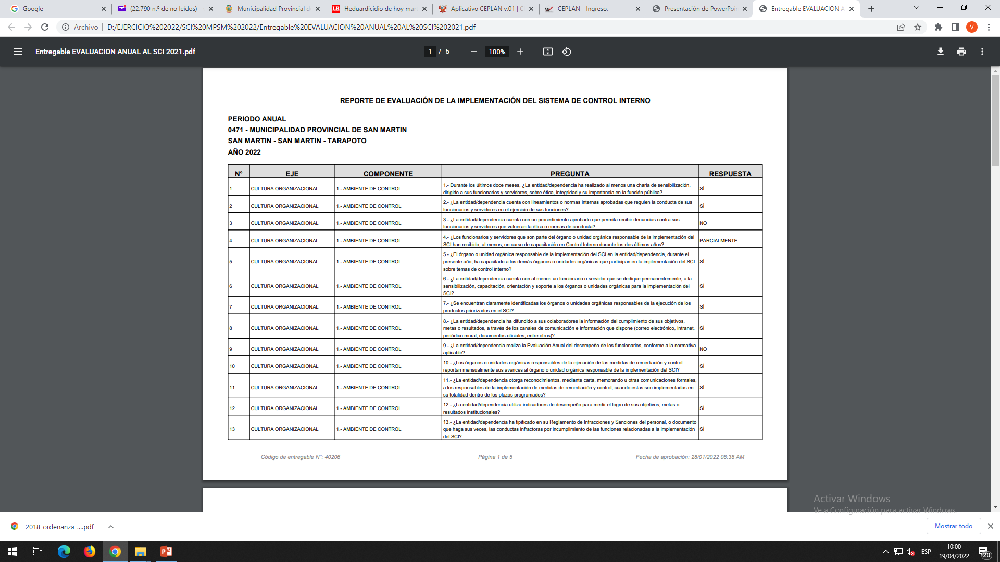 Google
(22.790 n.º de no leídos) -
Municipalidad Provincial d
Heduardicidio de hoy mar
Aplicativo CEPLAN v.01 | C
CEPLAN - Ingreso.
Presentación de PowerPoin
Entregable EVALUACION A
Archivo
D:/EJERCICIO%202022/SCI%20MPSM%202022/Entregable%20EVALUACION%20ANUAL%20AL%20SCI%202021.pdf
V
Entregable EVALUACION ANUAL AL SCI 2021.pdf
1 / 5
100%
REPORTE DE EVALUACIÓN DE LA IMPLEMENTACIÓN DEL SISTEMA DE CONTROL INTERNO
PERIODO ANUAL
0471 - MUNICIPALIDAD PROVINCIAL DE SAN MARTIN
SAN MARTIN - SAN MARTIN - TARAPOTO
AÑO 2022
N° EJE COMPONENTE PREGUNTA RESPUESTA
1 CULTURA ORGANIZACIONAL 1.- AMBIENTE DE CONTROL 1.- Durante los últimos doce meses, ¿La entidad/dependencia ha realizado al menos una charla de sensibilización,
dirigido a sus funcionarios y servidores, sobre ética, integridad y su importancia en la función pública? SÍ
2 CULTURA ORGANIZACIONAL 1.- AMBIENTE DE CONTROL 2.- ¿La entidad/dependencia cuenta con lineamientos o normas internas aprobadas que regulen la conducta de sus
funcionarios y servidores en el ejercicio de sus funciones? SÍ
3 CULTURA ORGANIZACIONAL 1.- AMBIENTE DE CONTROL 3.- ¿La entidad/dependencia cuenta con un procedimiento aprobado que permita recibir denuncias contra sus
funcionarios y servidores que vulneran la ética o normas de conducta? NO
4 CULTURA ORGANIZACIONAL 1.- AMBIENTE DE CONTROL 4.- ¿Los funcionarios y servidores que son parte del órgano o unidad orgánica responsable de la implementación del
SCI han recibido, al menos, un curso de capacitación en Control Interno durante los dos últimos años? PARCIALMENTE
5 CULTURA ORGANIZACIONAL 1.- AMBIENTE DE CONTROL 5.- ¿El órgano o unidad orgánica responsable de la implementación del SCI en la entidad/dependencia, durante el
presente año, ha capacitado a los demás órganos o unidades orgánicas que participan en la implementación del SCI
sobre temas de control interno? SÍ
6 CULTURA ORGANIZACIONAL 1.- AMBIENTE DE CONTROL 6.- ¿La entidad/dependencia cuenta con al menos un funcionario o servidor que se dedique permanentemente, a la
sensibilización, capacitación, orientación y soporte a los órganos o unidades orgánicas para la implementación del
SCI? SÍ
7 CULTURA ORGANIZACIONAL 1.- AMBIENTE DE CONTROL 7.- ¿Se encuentran claramente identificadas los órganos o unidades orgánicas responsables de la ejecución de los
productos priorizados en el SCI? SÍ
8 CULTURA ORGANIZACIONAL 1.- AMBIENTE DE CONTROL 8.- ¿La entidad/dependencia ha difundido a sus colaboradores la información del cumplimiento de sus objetivos,
metas o resultados, a través de los canales de comunicación e información que dispone (correo electrónico, Intranet,
periódico mural, documentos oficiales, entre otros)? SÍ
9 CULTURA ORGANIZACIONAL 1.- AMBIENTE DE CONTROL 9.- ¿La entidad/dependencia realiza la Evaluación Anual del desempeño de los funcionarios, conforme a la normativa
aplicable? NO
10 CULTURA ORGANIZACIONAL 1.- AMBIENTE DE CONTROL 10.- ¿Los órganos o unidades orgánicas responsables de la ejecución de las medidas de remediación y control
reportan mensualmente sus avances al órgano o unidad orgánica responsable de la implementación del SCI? SÍ
11 CULTURA ORGANIZACIONAL 1.- AMBIENTE DE CONTROL 11.- ¿La entidad/dependencia otorga reconocimientos, mediante carta, memorando u otras comunicaciones formales,
a los responsables de la implementación de medidas de remediación y control, cuando estas son implementadas en
su totalidad dentro de los plazos programados? SÍ
12 CULTURA ORGANIZACIONAL 1.- AMBIENTE DE CONTROL 12.- ¿La entidad/dependencia utiliza indicadores de desempeño para medir el logro de sus objetivos, metas o
resultados institucionales? SÍ
13 CULTURA ORGANIZACIONAL 1.- AMBIENTE DE CONTROL 13.- ¿La entidad/dependencia ha tipificado en su Reglamento de Infracciones y Sanciones del personal, o documento
que haga sus veces, las conductas infractoras por incumplimiento de las funciones relacionadas a la implementación
del SCI? SÍ
Código de entregable N°: 40206 Página 1 de 5 Fecha de aprobación: 28/01/2022 08:38 AM
Activar Windows
Ve a Configuración para activar Windows.
2018-ordenanza-....pdf
Mostrar todo
ESP
10:00
19/04/2022
20